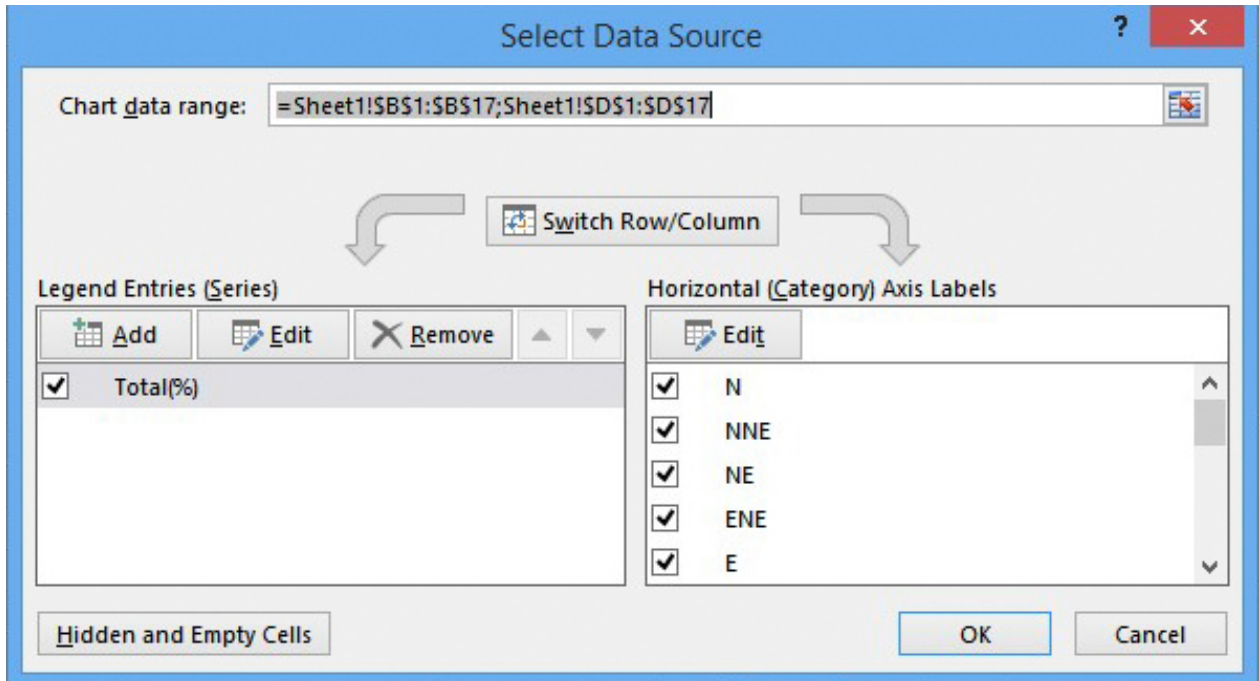 Select Data Source
?
Chart data range: =Sheet1!$B$1:$B$17;Sheet1!$D$1:$D$17
Switch Row/Column
Legend Entries (Series)
Horizontal (Category) Axis Labels
Add Edit Remove
Edit
Total(%)
N
NNE
NE
ENE
E
Hidden and Empty Cells
OK
Cancel